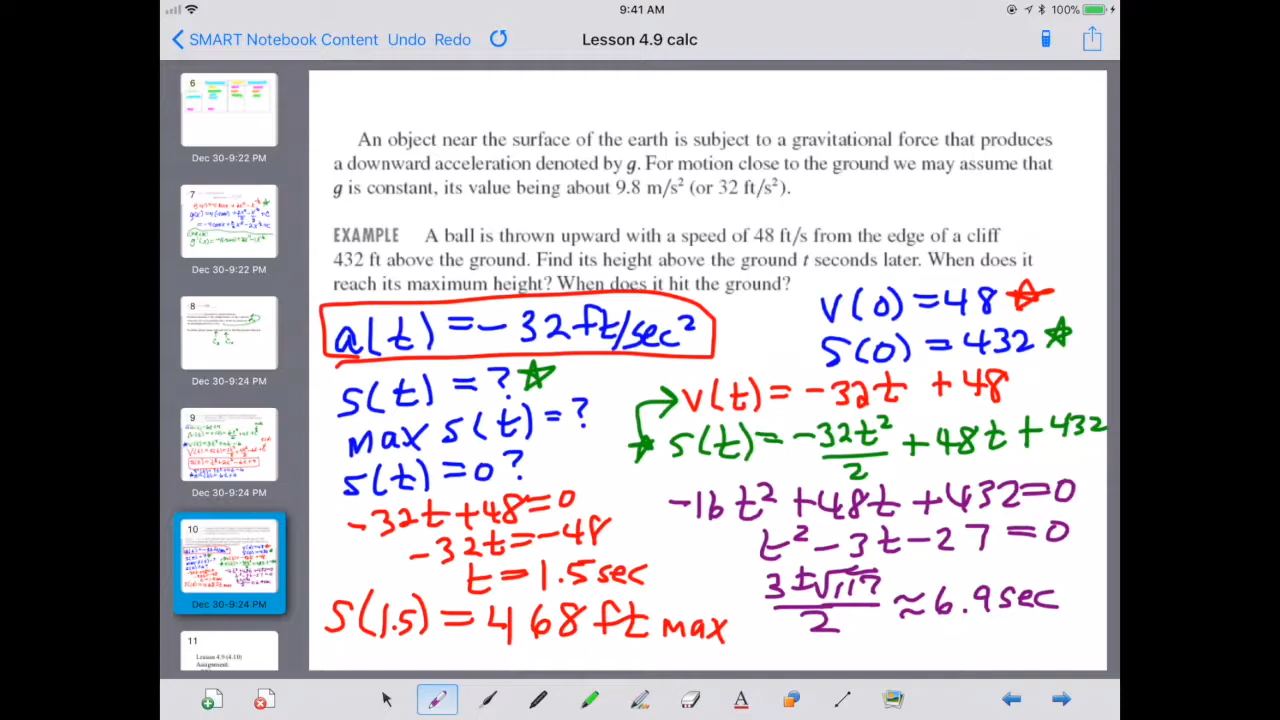 9:41 AM
100%
SMART Notebook Content Undo Redo
Lesson 4.9 calc
6
Dec 30-9:22 PM
7
Dec 30-9:22 PM
8
Dec 30-9:24 PM
9
Dec 30-9:24 PM
10
Dec 30-9:24 PM
11
Lesson 4.9 (4.10)
Assignment:
An object near the surface of the earth is subject to a gravitational force that produces
a downward acceleration denoted by g. For motion close to the ground we may assume that
g is constant, its value being about 9.8 m/s² (or 32 ft/s²).
EXAMPLE A ball is thrown upward with a speed of 48 ft/s from the edge of a cliff
432 ft above the ground. Find its height above the ground t seconds later. When does it
reach its maximum height? When does it hit the ground?
a(t) = -32 ft/sec²
s(t) = ?
max s(t) = ?
s(t) = 0 ?
-32t + 48 = 0
-32t = -48
t = 1.5 sec
s(1.5) = 468 ft max
v(0) = 48
s(0) = 432
v(t) = -32t + 48
s(t) = -32t²/2 + 48t + 432
-16t² + 48t + 432 = 0
t² - 3t - 27 = 0
3 ± √117 / 2 ≈ 6.9 sec